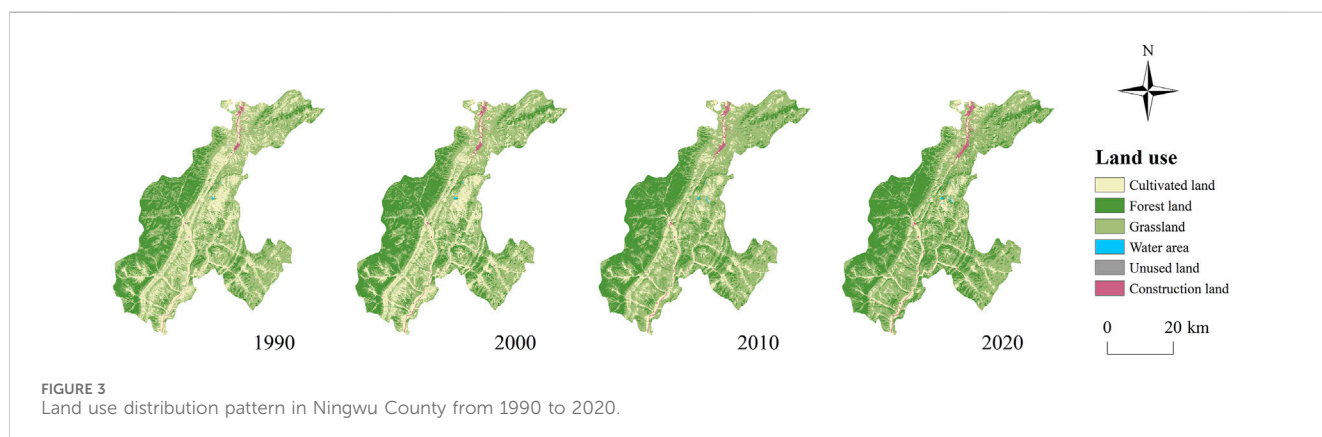 N
Land use
Cultivated land
Forest land
Grassland
Water area
Unused land
Construction land
0 20 km
1990 2000 2010 2020
FIGURE 3
Land use distribution pattern in Ningwu County from 1990 to 2020.